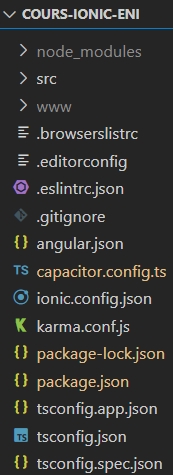 COURS-IONIC-ENI
node_modules
src
www
.browserslistrc
.editorconfig
.eslintrc.json
.gitignore
angular.json
capacitor.config.ts
ionic.config.json
karma.conf.js
package-lock.json
package.json
tsconfig.app.json
tsconfig.json
tsconfig.spec.json